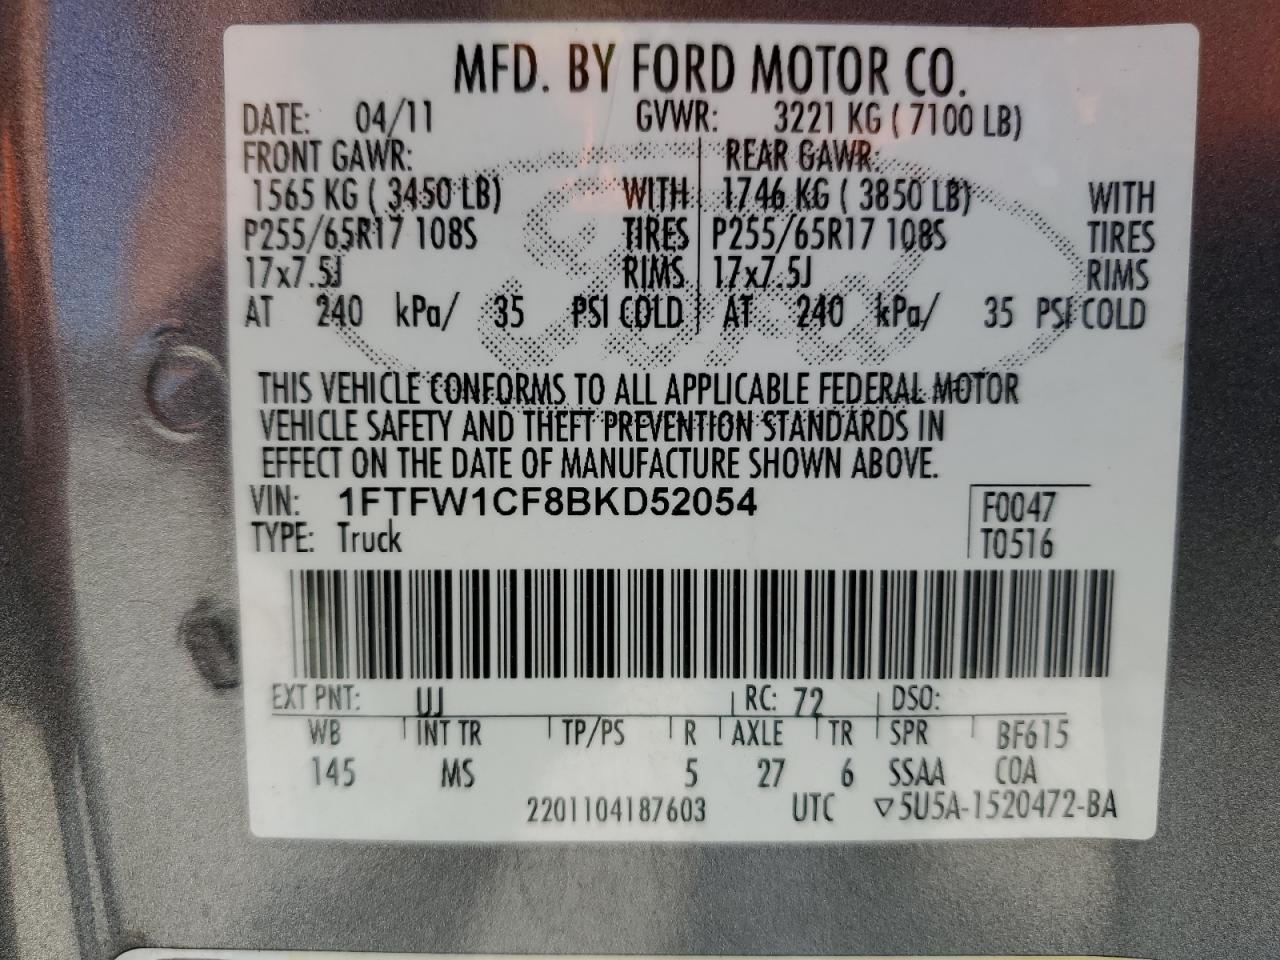 MFD. BY FORD MOTOR CO.
DATE: 04/11 GVWR: 3221 KG ( 7100 LB)
FRONT GAWR: REAR GAWR:
1565 KG ( 3450 LB) WITH 1746 KG ( 3850 LB) WITH
P255/65R17 108S TIRES P255/65R17 108S TIRES
17x7.5J RIMS 17x7.5J RIMS
AT 240 kPa/ 35 PSI COLD AT 240 kPa/ 35 PSI COLD
Ford
THIS VEHICLE CONFORMS TO ALL APPLICABLE FEDERAL MOTOR
VEHICLE SAFETY AND THEFT PREVENTION STANDARDS IN
EFFECT ON THE DATE OF MANUFACTURE SHOWN ABOVE.
VIN: 1FTFW1CF8BKD52054 F0047
TYPE: Truck T0516
EXT PNT: UJ RC: 72 DSO:
WB INT TR TP/PS R AXLE TR SPR BF615
145 MS 5 27 6 SSAA COA
2201104187603 UTC ▽5U5A-1520472-BA